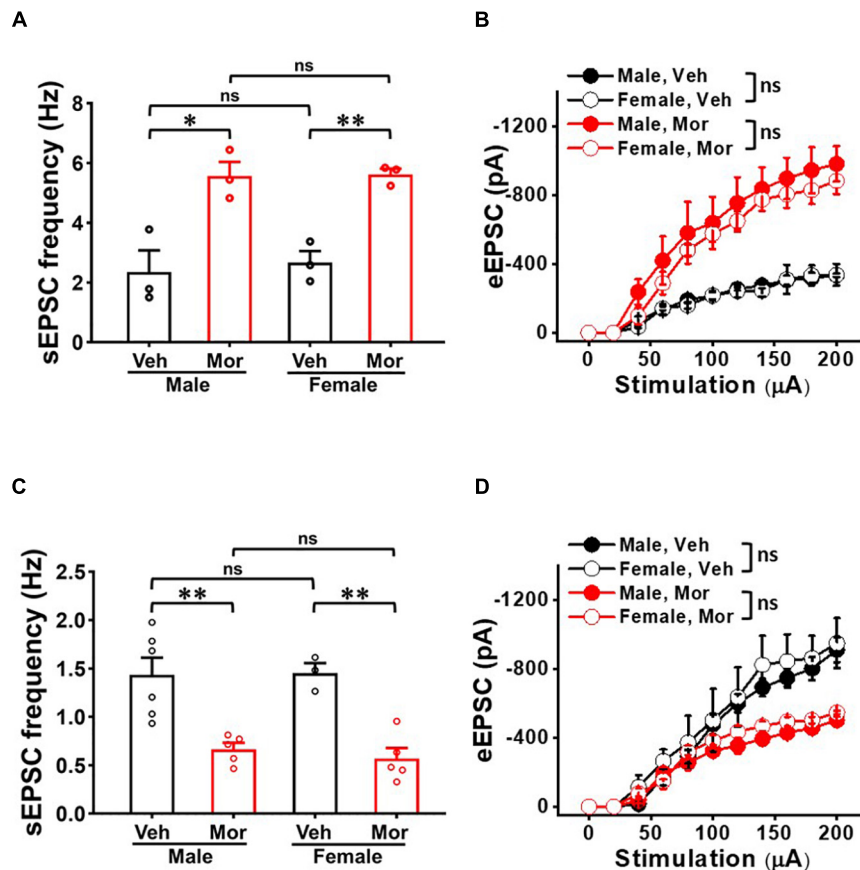 A
sEPSC frequency (Hz)
8
6
4
2
0
ns
ns
*
**
Veh Mor Veh Mor
Male Female
B
Male, Veh
Female, Veh
ns
Male, Mor
Female, Mor
ns
eEPSC (pA)
-1200
-800
-400
0
0 50 100 150 200
Stimulation (μA)
C
sEPSC frequency (Hz)
2.5
2.0
1.5
1.0
0.5
0.0
ns
ns
**
**
Veh Mor Veh Mor
Male Female
D
Male, Veh
Female, Veh
ns
Male, Mor
Female, Mor
ns
eEPSC (pA)
-1200
-800
-400
0
0 50 100 150 200
Stimulation (μA)